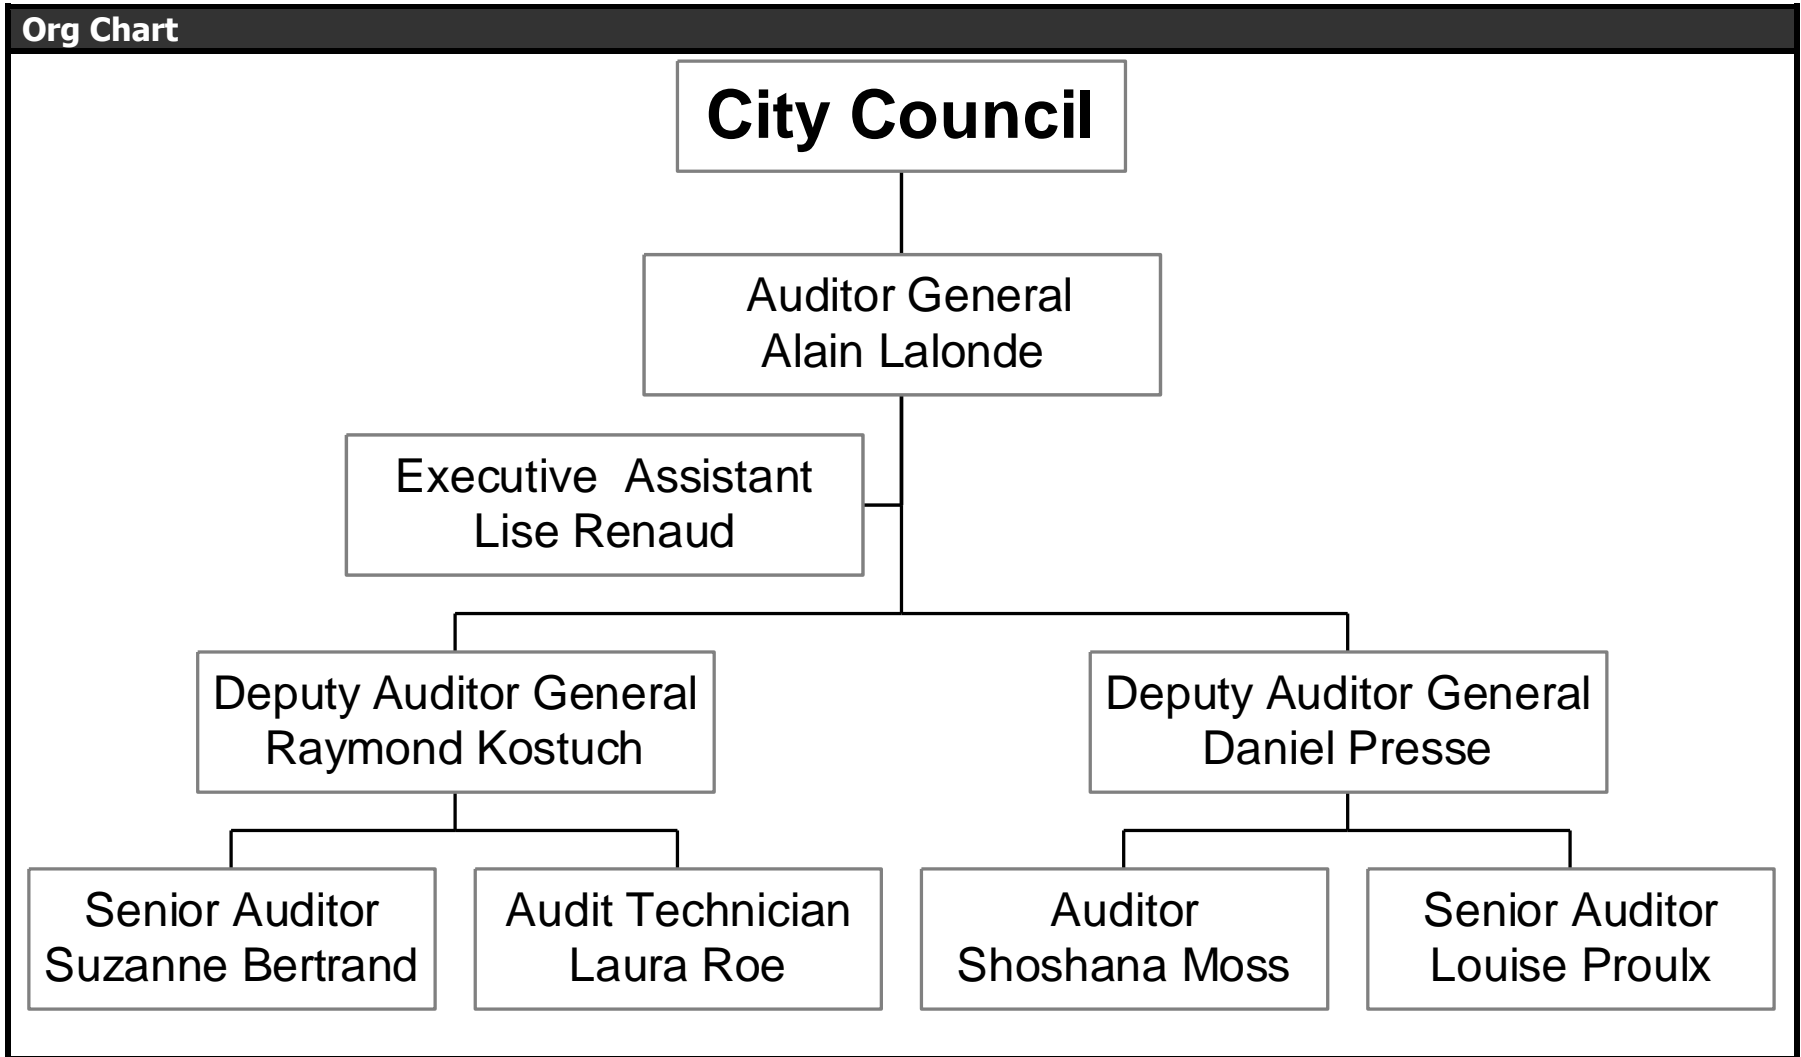 Org Chart
City Council
Auditor General
Alain Lalonde
Executive  Assistant
Lise Renaud
Deputy Auditor General
Raymond Kostuch
Deputy Auditor General
Daniel Presse
Senior Auditor
Suzanne Bertrand
Audit Technician
Laura Roe
Auditor
Shoshana Moss
Senior Auditor
Louise Proulx